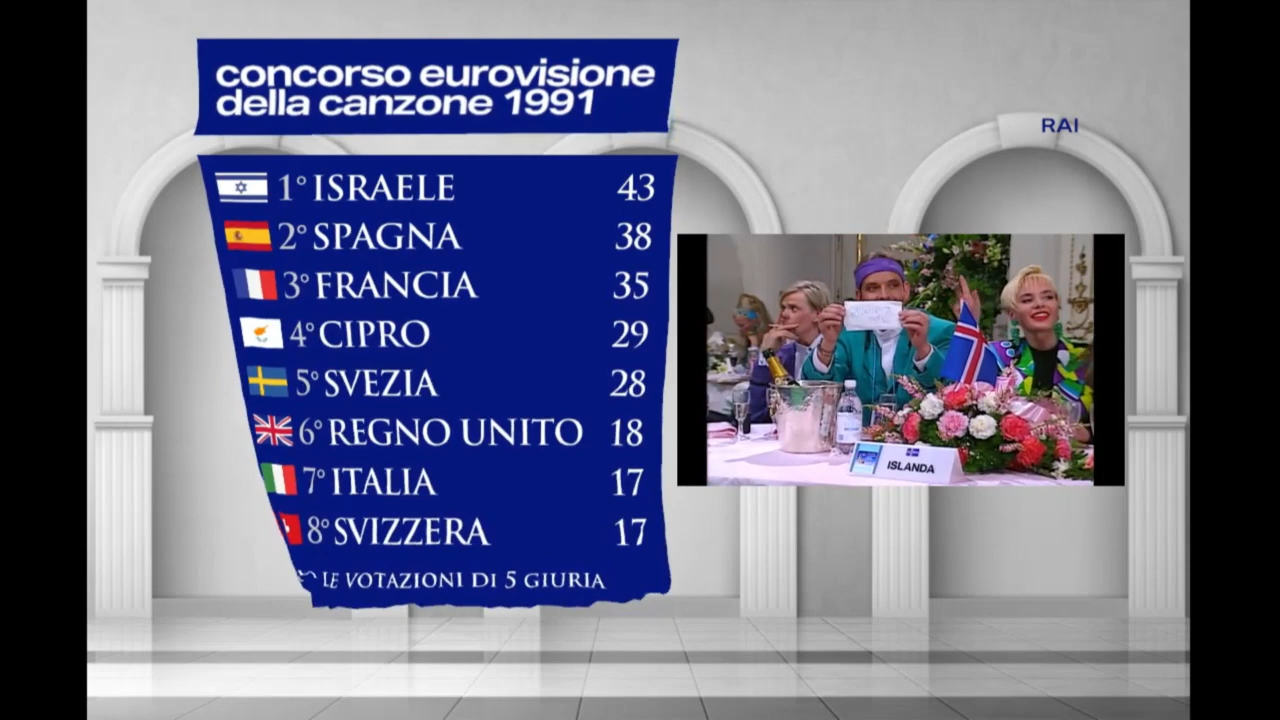 concorso eurovisione
della canzone 1991
RAI
1° ISRAELE 43
2° SPAGNA 38
3° FRANCIA 35
4° CIPRO 29
5° SVEZIA 28
6° REGNO UNITO 18
7° ITALIA 17
8° SVIZZERA 17
LE VOTAZIONI DI 5 GIURIA
ISLANDA